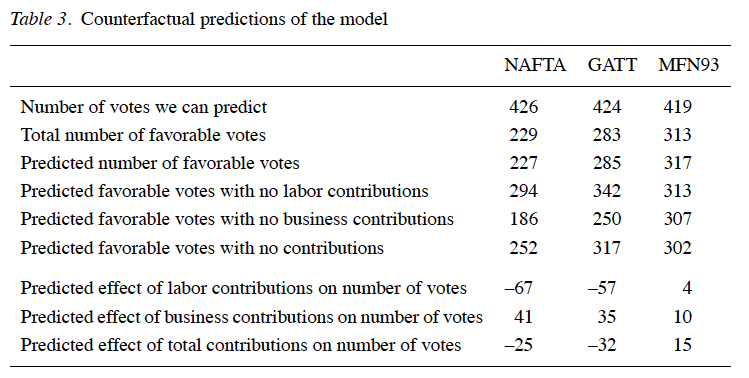 Table 3. Counterfactual predictions of the model
NAFTA GATT MFN93
Number of votes we can predict 426 424 419
Total number of favorable votes 229 283 313
Predicted number of favorable votes 227 285 317
Predicted favorable votes with no labor contributions 294 342 313
Predicted favorable votes with no business contributions 186 250 307
Predicted favorable votes with no contributions 252 317 302
Predicted effect of labor contributions on number of votes –67 –57 4
Predicted effect of business contributions on number of votes 41 35 10
Predicted effect of total contributions on number of votes –25 –32 15